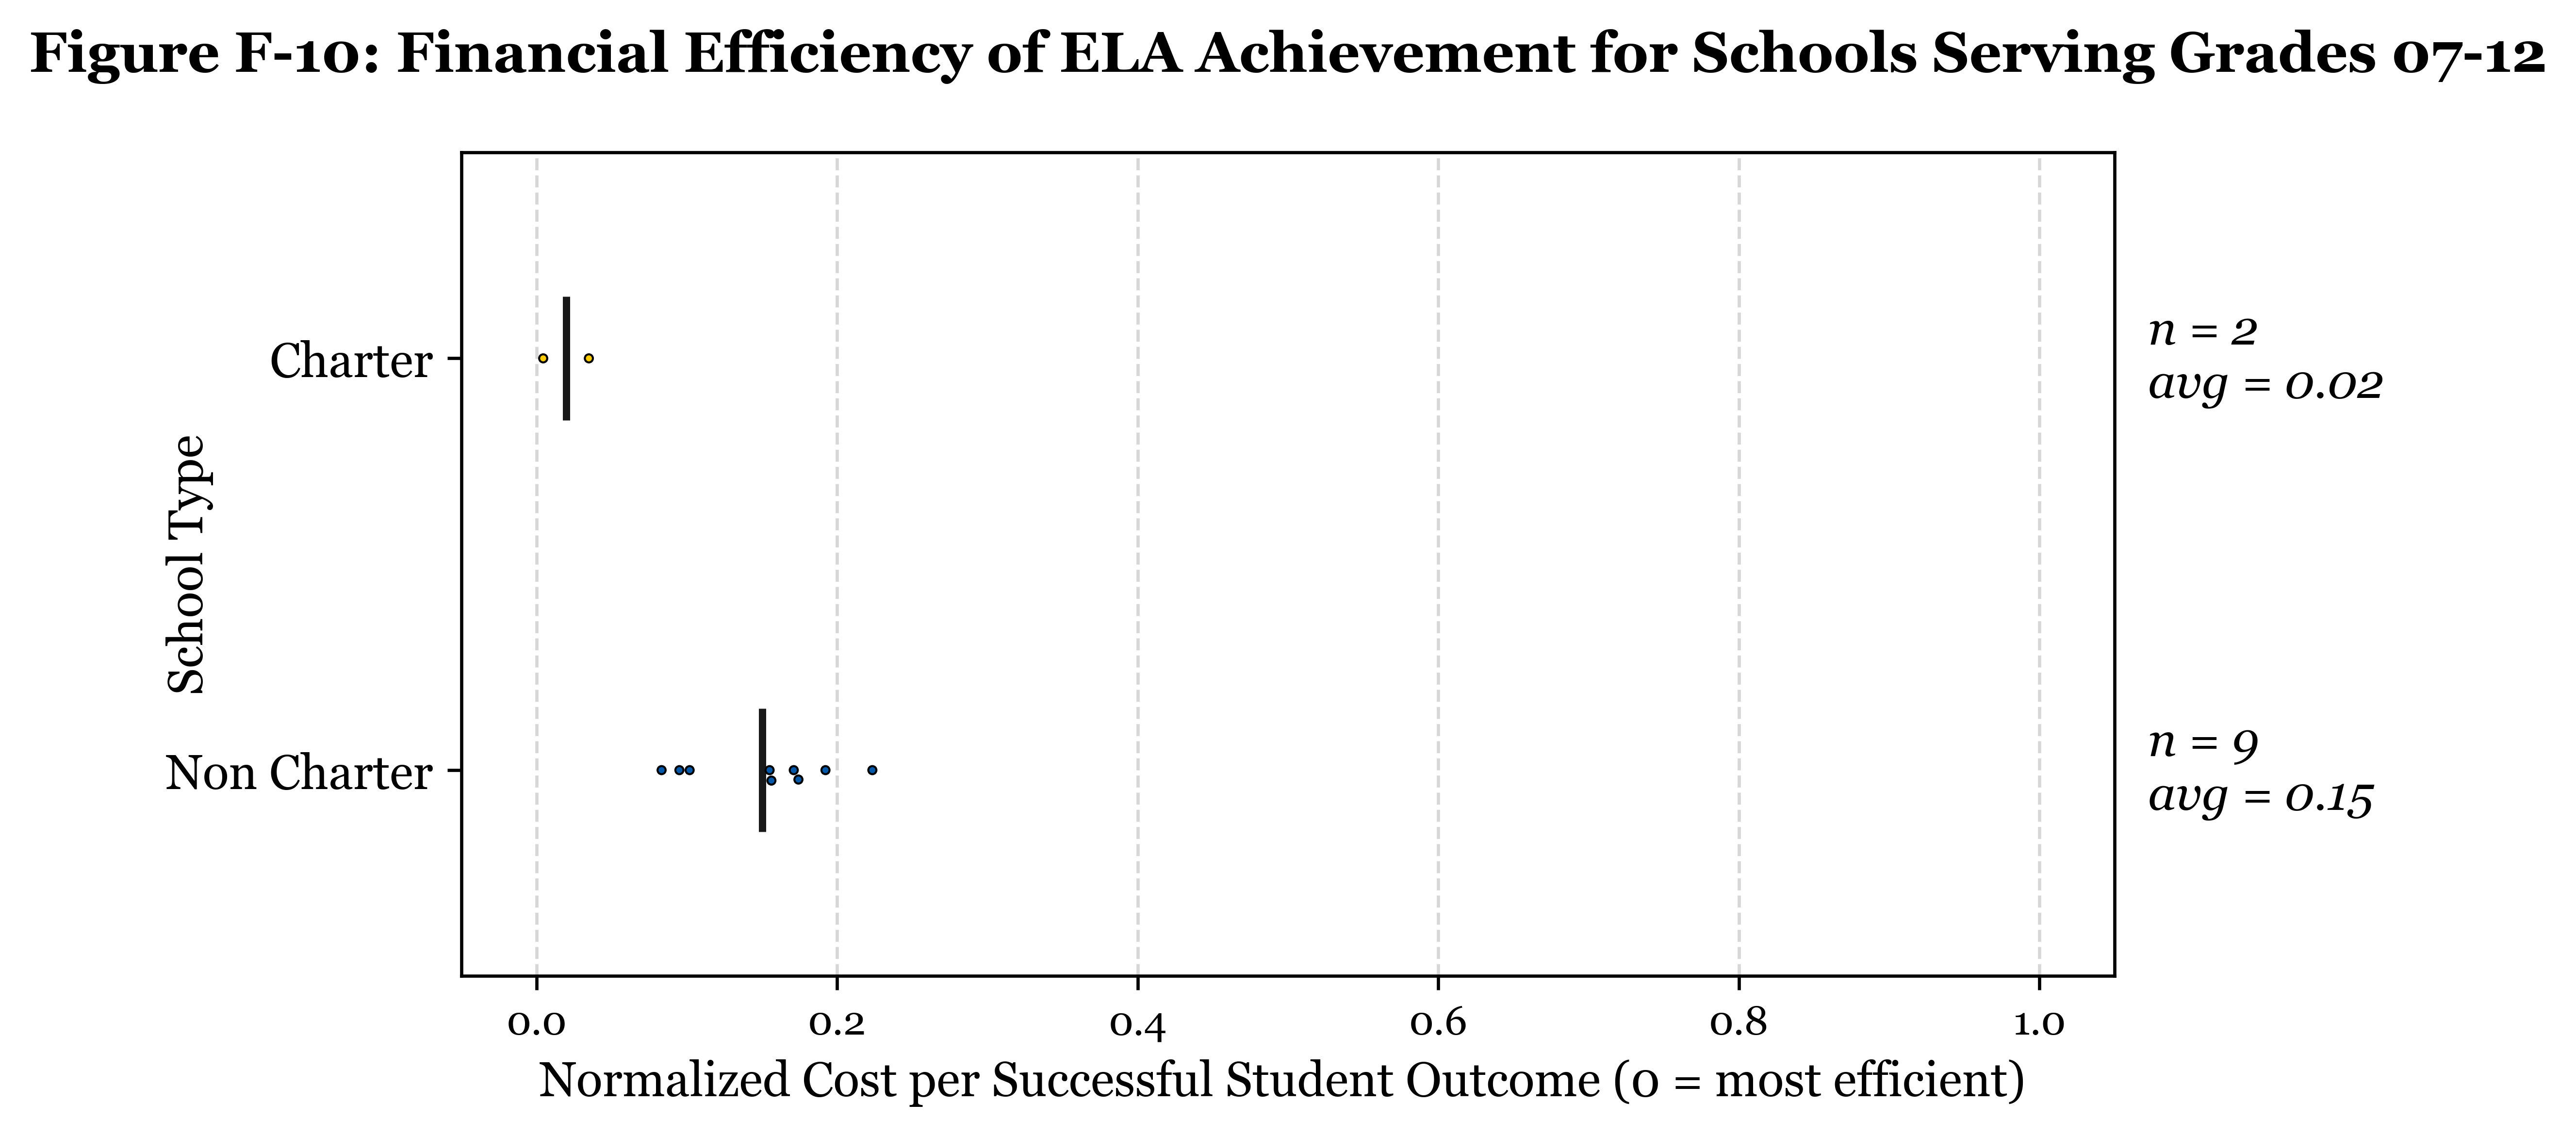 Figure F-10: Financial Efficiency of ELA Achievement for Schools Serving Grades 07-12
Charter
n = 2
avg = 0.02
School Type
Non Charter
n = 9
avg = 0.15
0.0 0.2 0.4 0.6 0.8 1.0
Normalized Cost per Successful Student Outcome (0 = most efficient)